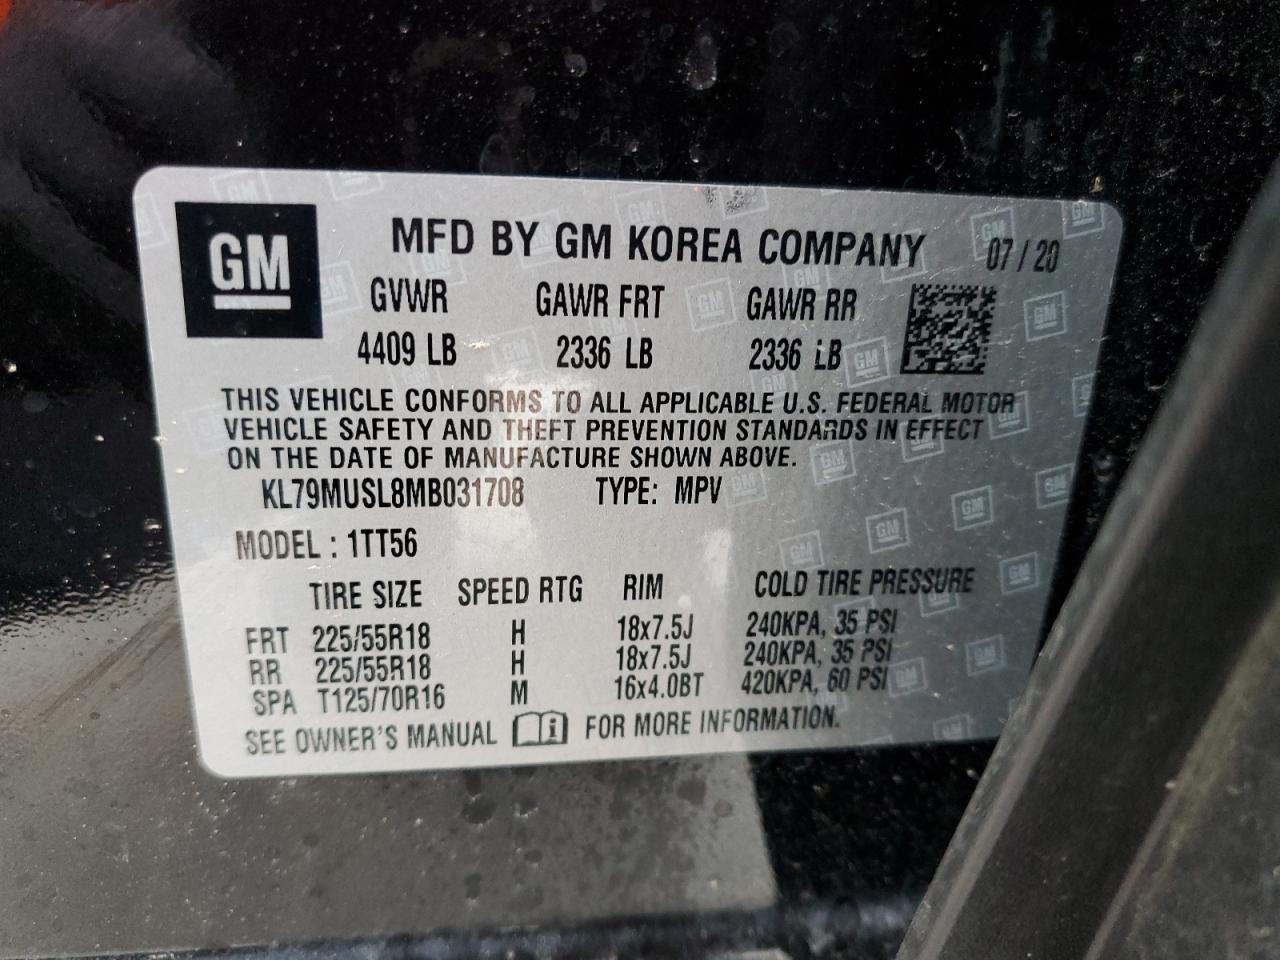 GM
MFD BY GM KOREA COMPANY 07/20
GVWR GAWR FRT GAWR RR
4409 LB 2336 LB 2336 LB
THIS VEHICLE CONFORMS TO ALL APPLICABLE U.S. FEDERAL MOTOR
VEHICLE SAFETY AND THEFT PREVENTION STANDARDS IN EFFECT
ON THE DATE OF MANUFACTURE SHOWN ABOVE.
KL79MUSL8MB031708 TYPE: MPV
MODEL : 1TT56
TIRE SIZE SPEED RTG RIM COLD TIRE PRESSURE
FRT 225/55R18 H 18x7.5J 240KPA, 35 PSI
RR 225/55R18 H 18x7.5J 240KPA, 35 PSI
SPA T125/70R16 M 16x4.0BT 420KPA, 60 PSI
SEE OWNER'S MANUAL i FOR MORE INFORMATION.